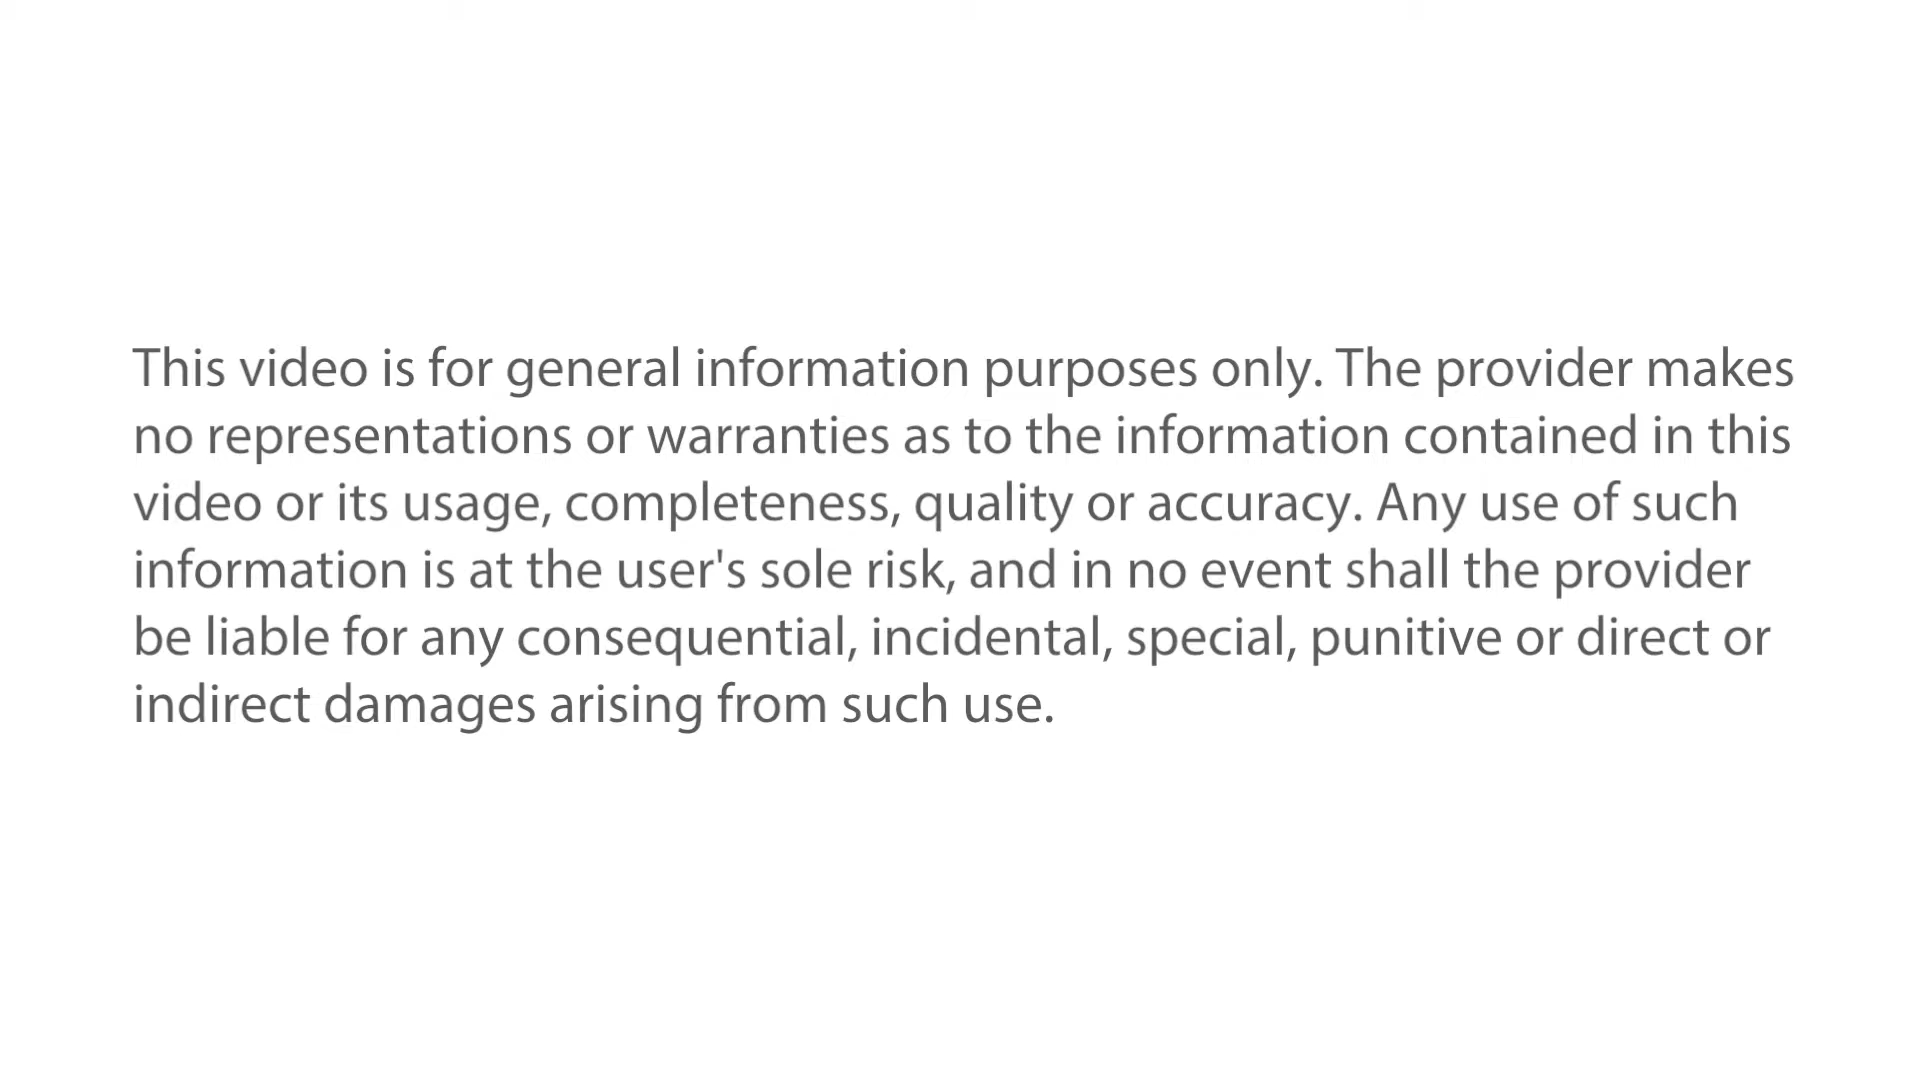 This video is for general information purposes only. The provider makes
no representations or warranties as to the information contained in this
video or its usage, completeness, quality or accuracy. Any use of such
information is at the user's sole risk, and in no event shall the provider
be liable for any consequential, incidental, special, punitive or direct or
indirect damages arising from such use.